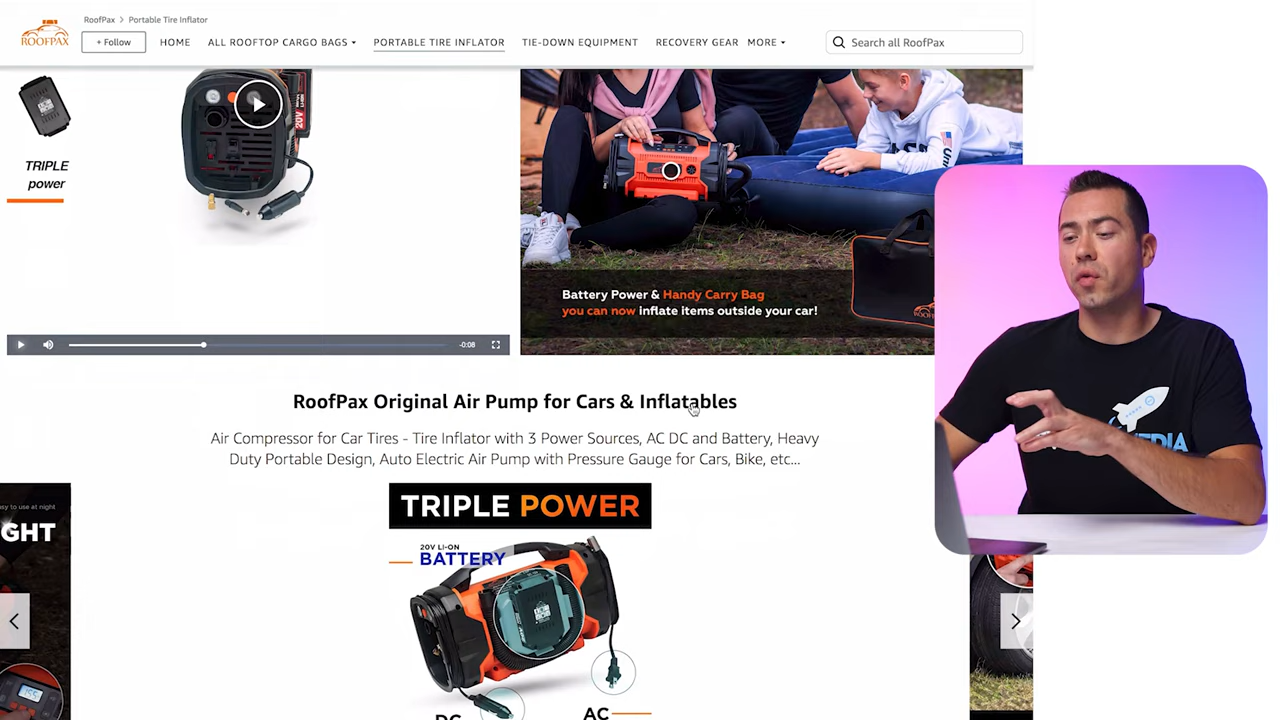 RoofPax > Portable Tire Inflator
ROOFPAX
+ Follow
HOME
ALL ROOFTOP CARGO BAGS
PORTABLE TIRE INFLATOR
TIE-DOWN EQUIPMENT
RECOVERY GEAR
MORE
Search all RoofPax
TRIPLE
power
20V
Battery Power & Handy Carry Bag
you can now inflate items outside your car!
-0:08
RoofPax Original Air Pump for Cars & Inflatables
Air Compressor for Car Tires - Tire Inflator with 3 Power Sources, AC DC and Battery, Heavy
Duty Portable Design, Auto Electric Air Pump with Pressure Gauge for Cars, Bike, etc...
sy to use at night
GHT
TRIPLE POWER
20V LI-ON
BATTERY
DC
AC